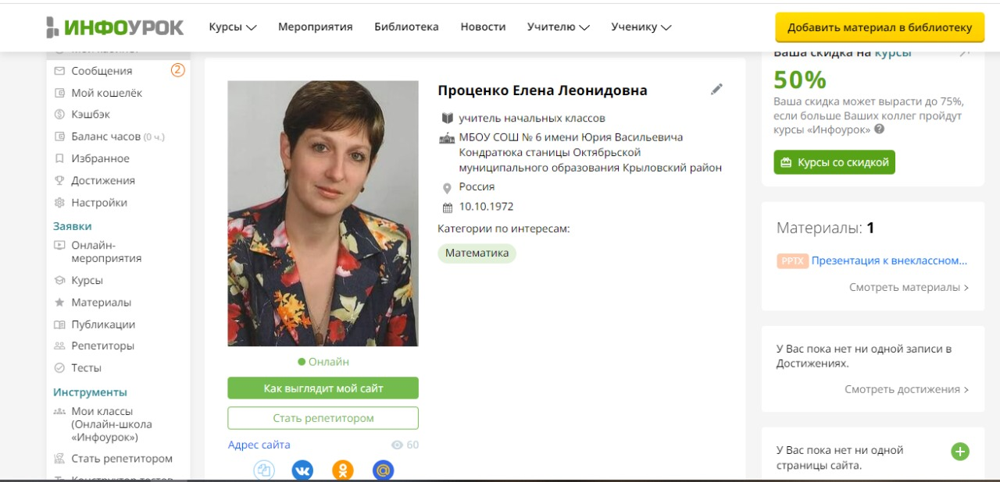 ИНФОУРОК
Курсы
Мероприятия
Библиотека
Новости
Учителю
Ученику
Добавить материал в библиотеку
Сообщения
2
Мой кошелёк
Кэшбэк
Баланс часов (0 ч.)
Избранное
Достижения
Настройки
Заявки
Онлайн-
мероприятия
Курсы
Материалы
Публикации
Репетиторы
Тесты
Инструменты
Мои классы
(Онлайн-школа
«Инфоурок»)
Стать репетитором
Конструктор тестов
Проценко Елена Леонидовна
учитель начальных классов
МБОУ СОШ № 6 имени Юрия Васильевича
Кондратюка станицы Октябрьской
муниципального образования Крыловский район
Россия
10.10.1972
Категории по интересам:
Математика
Онлайн
Как выглядит мой сайт
Стать репетитором
Адрес сайта
60
Ваша скидка на курсы
50%
Ваша скидка может вырасти до 75%,
если больше Ваших коллег пройдут
курсы «Инфоурок»
Курсы со скидкой
Материалы: 1
PPTX Презентация к внеклассном...
Смотреть материалы >
У Вас пока нет ни одной записи в
Достижениях.
Смотреть достижения >
У Вас пока нет ни одной
страницы сайта.